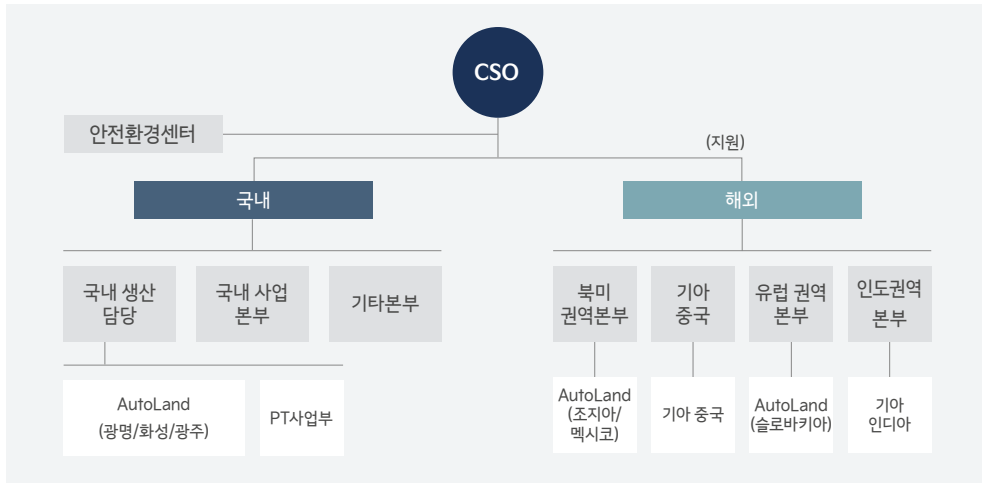 CSO
안전환경센터
(지원)
국내
해외
국내 생산
담당
국내 사업
본부
기타본부
북미
권역본부
기아
중국
유럽 권역
본부
인도권역
본부
AutoLand
(광명/화성/광주)
PT사업부
AutoLand
(조지아/
멕시코)
기아 중국
AutoLand
(슬로바키아)
기아
인디아